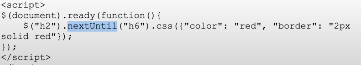 <script>
$(document).ready(function(){
$("h2").nextUntil("h6").css({"color": "red", "border": "2px
solid red"});
});
</script>